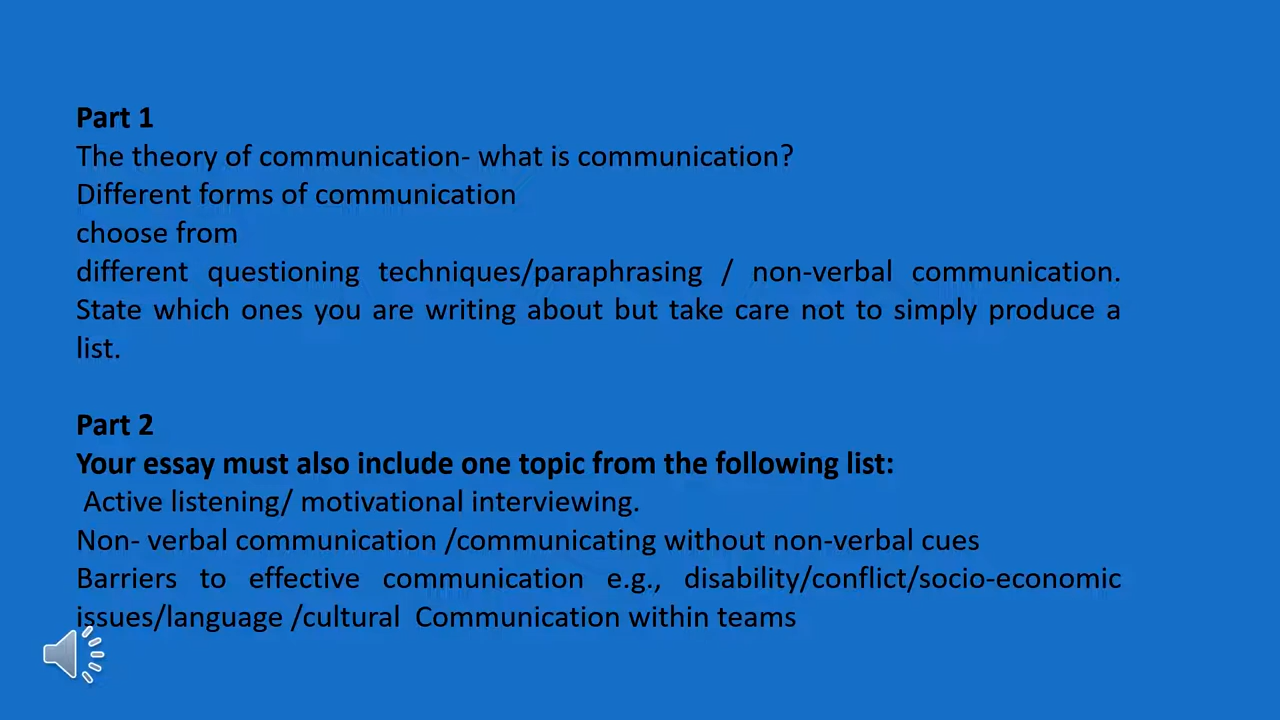 Part 1
The theory of communication- what is communication?
Different forms of communication
choose from
different questioning techniques/paraphrasing / non-verbal communication.
State which ones you are writing about but take care not to simply produce a
list.
Part 2
Your essay must also include one topic from the following list:
Active listening/ motivational interviewing.
Non- verbal communication /communicating without non-verbal cues
Barriers to effective communication e.g., disability/conflict/socio-economic
issues/language /cultural Communication within teams